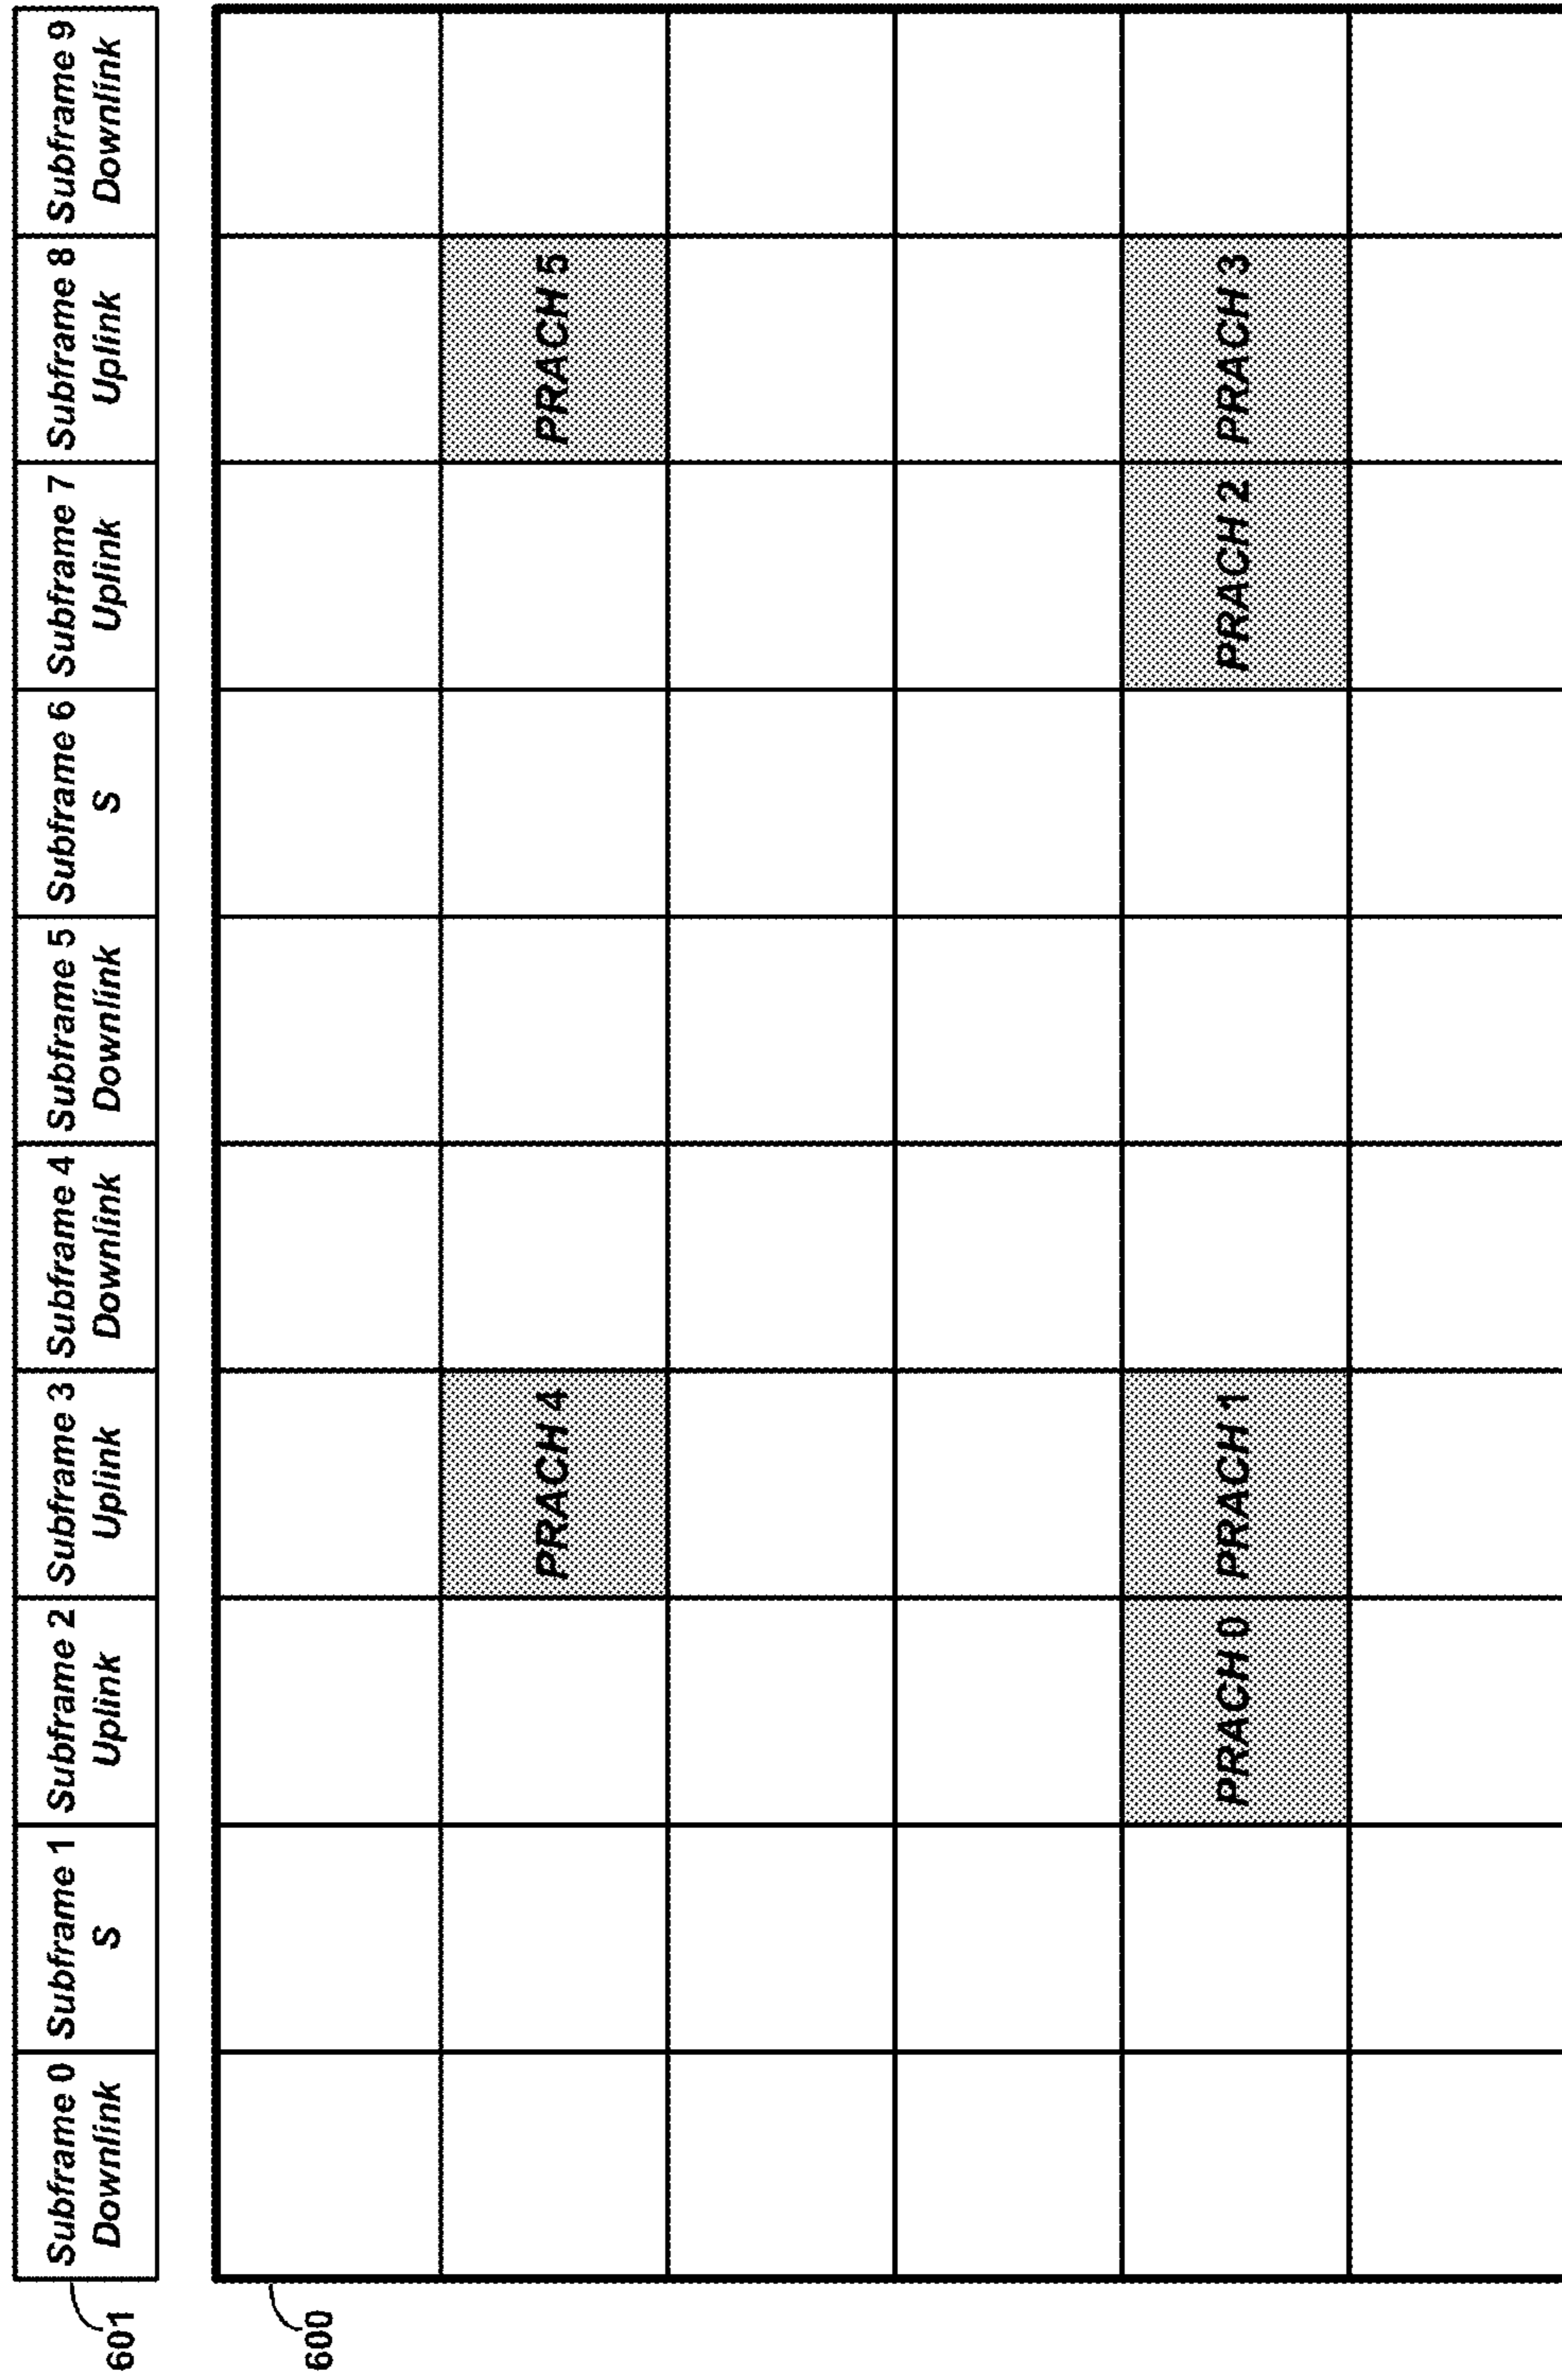 601
Subframe 0
Downlink
Subframe 1
S
Subframe 2
Uplink
Subframe 3
Uplink
Subframe 4
Downlink
Subframe 5
Downlink
Subframe 6
S
Subframe 7
Uplink
Subframe 8
Uplink
Subframe 9
Downlink
600
PRACH 4
PRACH 5
PRACH 0
PRACH 1
PRACH 2
PRACH 3